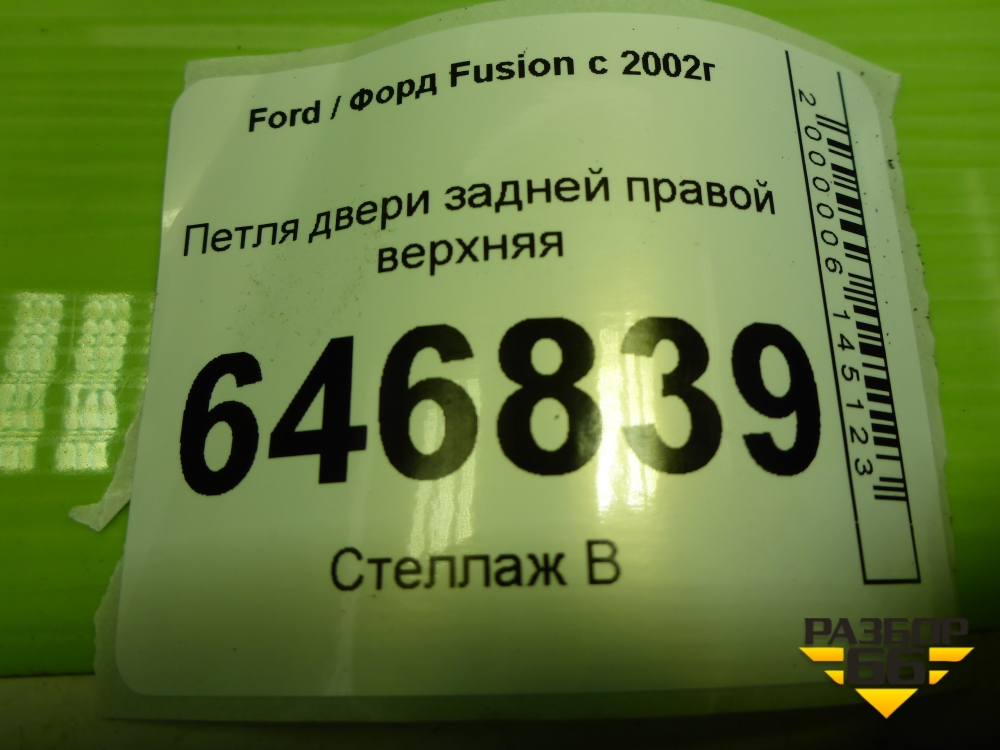 Ford / Форд Fusion с 2002г
Петля двери задней правой
верхняя
646839
Стеллаж В
2000006145123
РАЗБОР
66